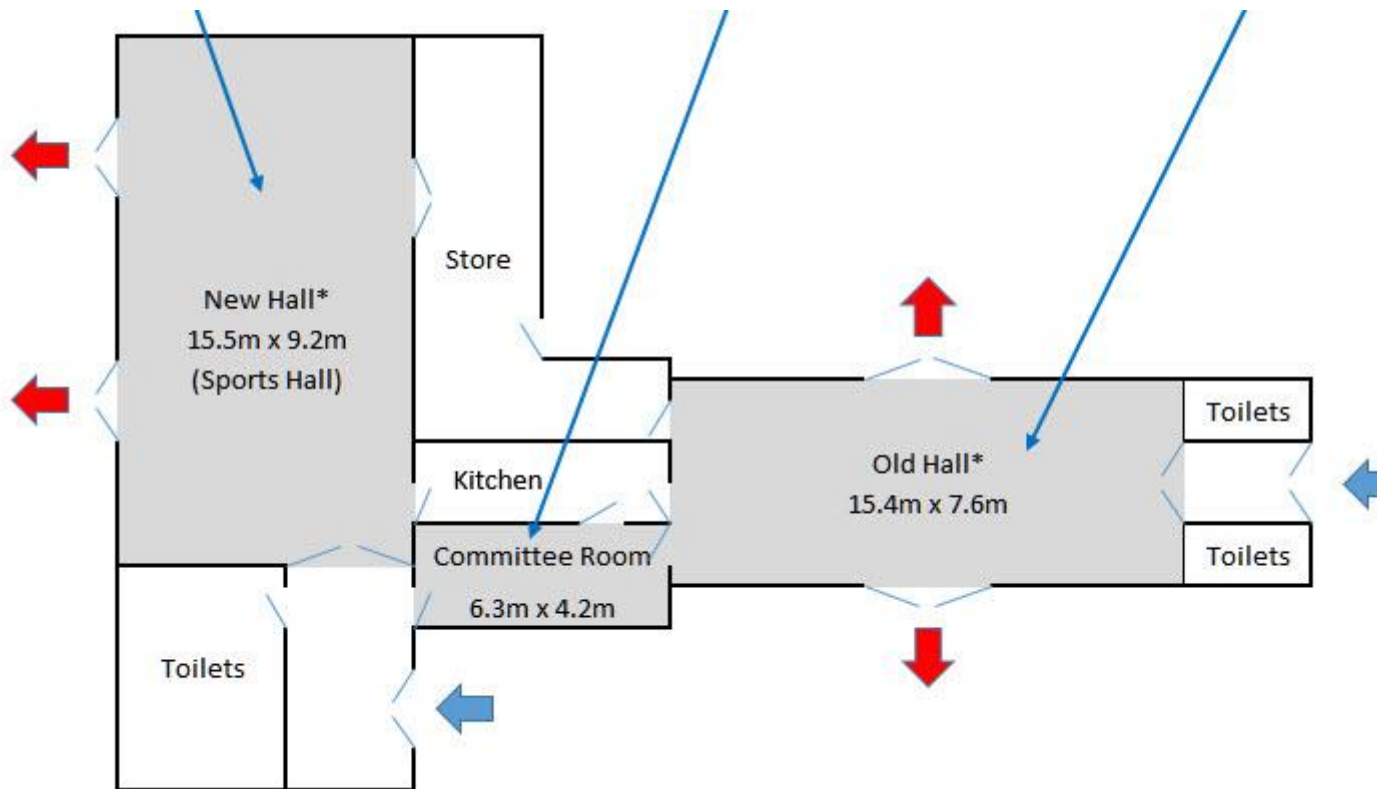 Store
New Hall*
15.5m x 9.2m
(Sports Hall)
Toilets
Old Hall*
15.4m x 7.6m
Kitchen
Committee Room
6.3m x 4.2m
Toilets
Toilets